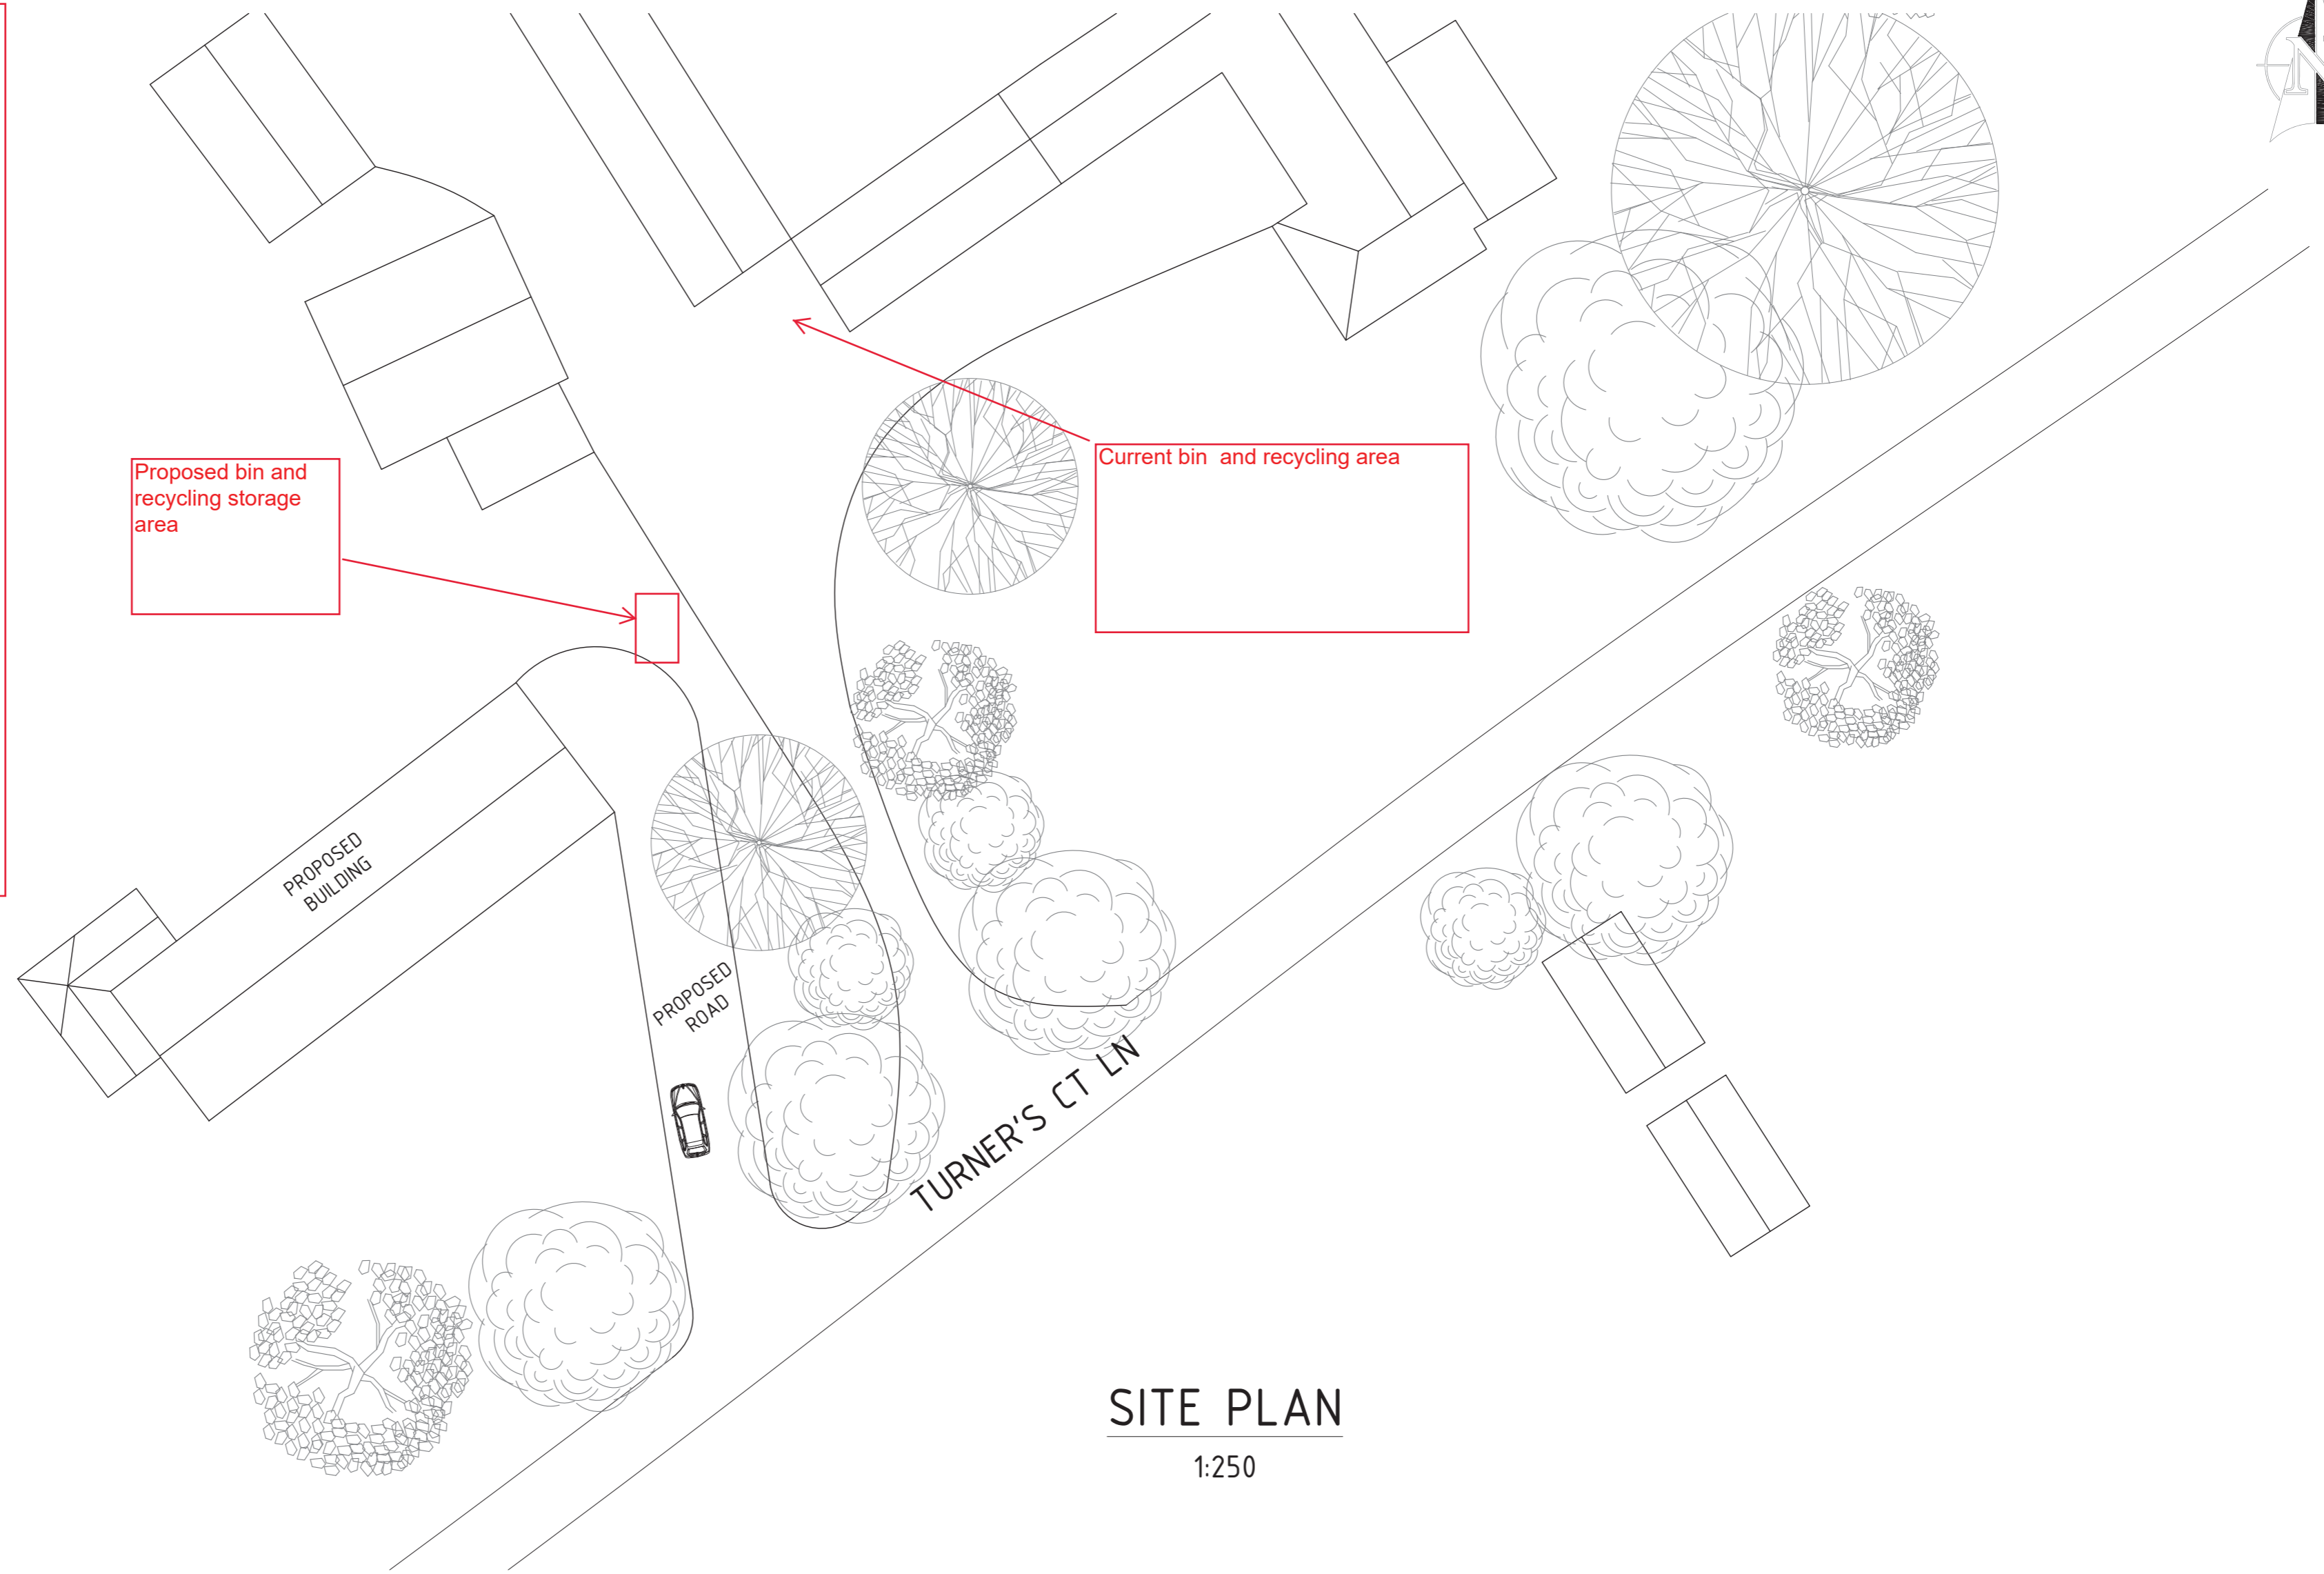 N
Proposed bin and
recycling storage
area
Current bin  and recycling area
PROPOSED
BUILDING
PROPOSED
ROAD
TURNER'S CT LN
SITE PLAN
1:250